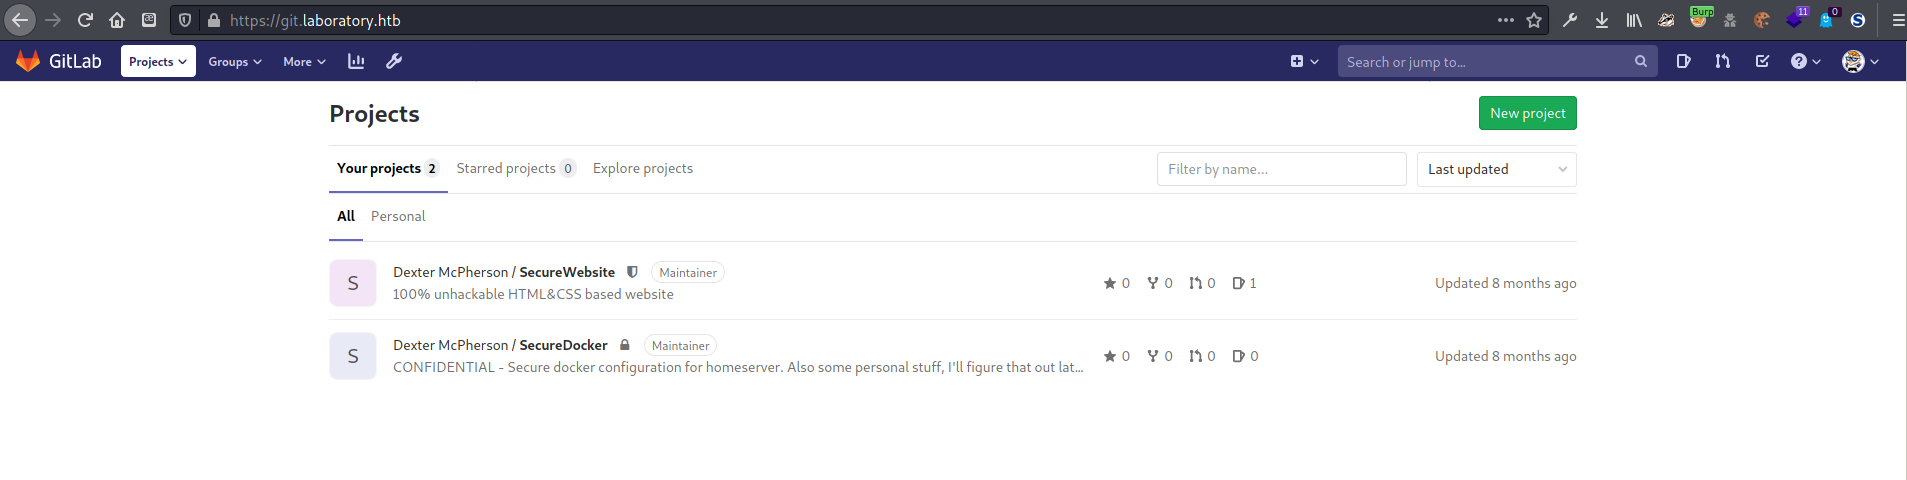 https://git.laboratory.htb
Burp
11
0
GitLab Projects Groups More Search or jump to...
Projects
New project
Your projects 2 Starred projects 0 Explore projects Filter by name... Last updated
All Personal
S
Dexter McPherson / SecureWebsite Maintainer
100% unhackable HTML&CSS based website
0 0 0 1 Updated 8 months ago
S
Dexter McPherson / SecureDocker Maintainer
CONFIDENTIAL - Secure docker configuration for homeserver. Also some personal stuff, I'll figure that out lat...
0 0 0 0 Updated 8 months ago